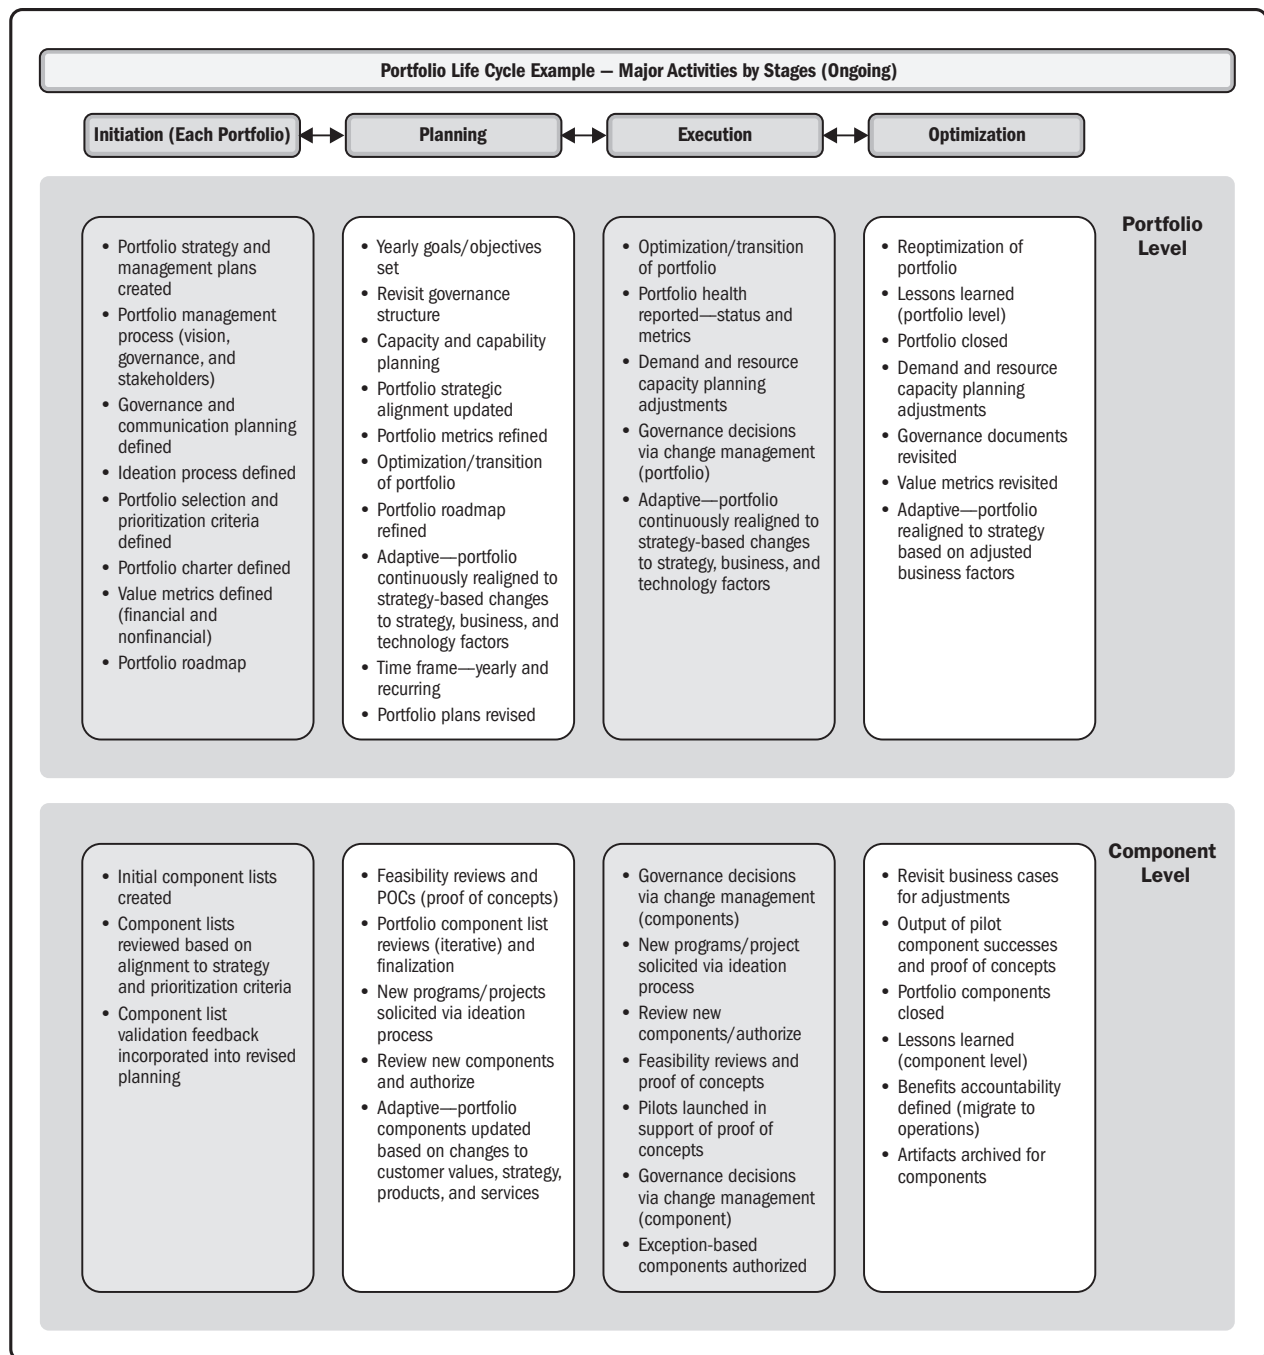 Portfolio Life Cycle Example — Major Activities by Stages (Ongoing)
Initiation (Each Portfolio)
Planning
Execution
Optimization
Portfolio
Level
• Portfolio strategy and
management plans
created
• Portfolio management
process (vision,
governance, and
stakeholders)
• Governance and
communication planning
defined
• Ideation process defined
• Portfolio selection and
prioritization criteria
defined
• Portfolio charter defined
• Value metrics defined
(financial and
nonfinancial)
• Portfolio roadmap
• Yearly goals/objectives
set
• Revisit governance
structure
• Capacity and capability
planning
• Portfolio strategic
alignment updated
• Portfolio metrics refined
• Optimization/transition
of portfolio
• Portfolio roadmap
refined
• Adaptive—portfolio
continuously realigned to
strategy-based changes
to strategy, business, and
technology factors
• Time frame—yearly and
recurring
• Portfolio plans revised
• Optimization/transition
of portfolio
• Portfolio health
reported—status and
metrics
• Demand and resource
capacity planning
adjustments
• Governance decisions
via change management
(portfolio)
• Adaptive—portfolio
continuously realigned to
strategy-based changes
to strategy, business, and
technology factors
• Reoptimization of
portfolio
• Lessons learned
(portfolio level)
• Portfolio closed
• Demand and resource
capacity planning
adjustments
• Governance documents
revisited
• Value metrics revisited
• Adaptive—portfolio
realigned to strategy
based on adjusted
business factors
Component
Level
• Initial component lists
created
• Component lists
reviewed based on
alignment to strategy
and prioritization criteria
• Component list
validation feedback
incorporated into revised
planning
• Feasibility reviews and
POCs (proof of concepts)
• Portfolio component list
reviews (iterative) and
finalization
• New programs/projects
solicited via ideation
process
• Review new components
and authorize
• Adaptive—portfolio
components updated
based on changes to
customer values, strategy,
products, and services
• Governance decisions
via change management
(components)
• New programs/project
solicited via ideation
process
• Review new
components/authorize
• Feasibility reviews and
proof of concepts
• Pilots launched in
support of proof of
concepts
• Governance decisions
via change management
(component)
• Exception-based
components authorized
• Revisit business cases
for adjustments
• Output of pilot
component successes
and proof of concepts
• Portfolio components
closed
• Lessons learned
(component level)
• Benefits accountability
defined (migrate to
operations)
• Artifacts archived for
components